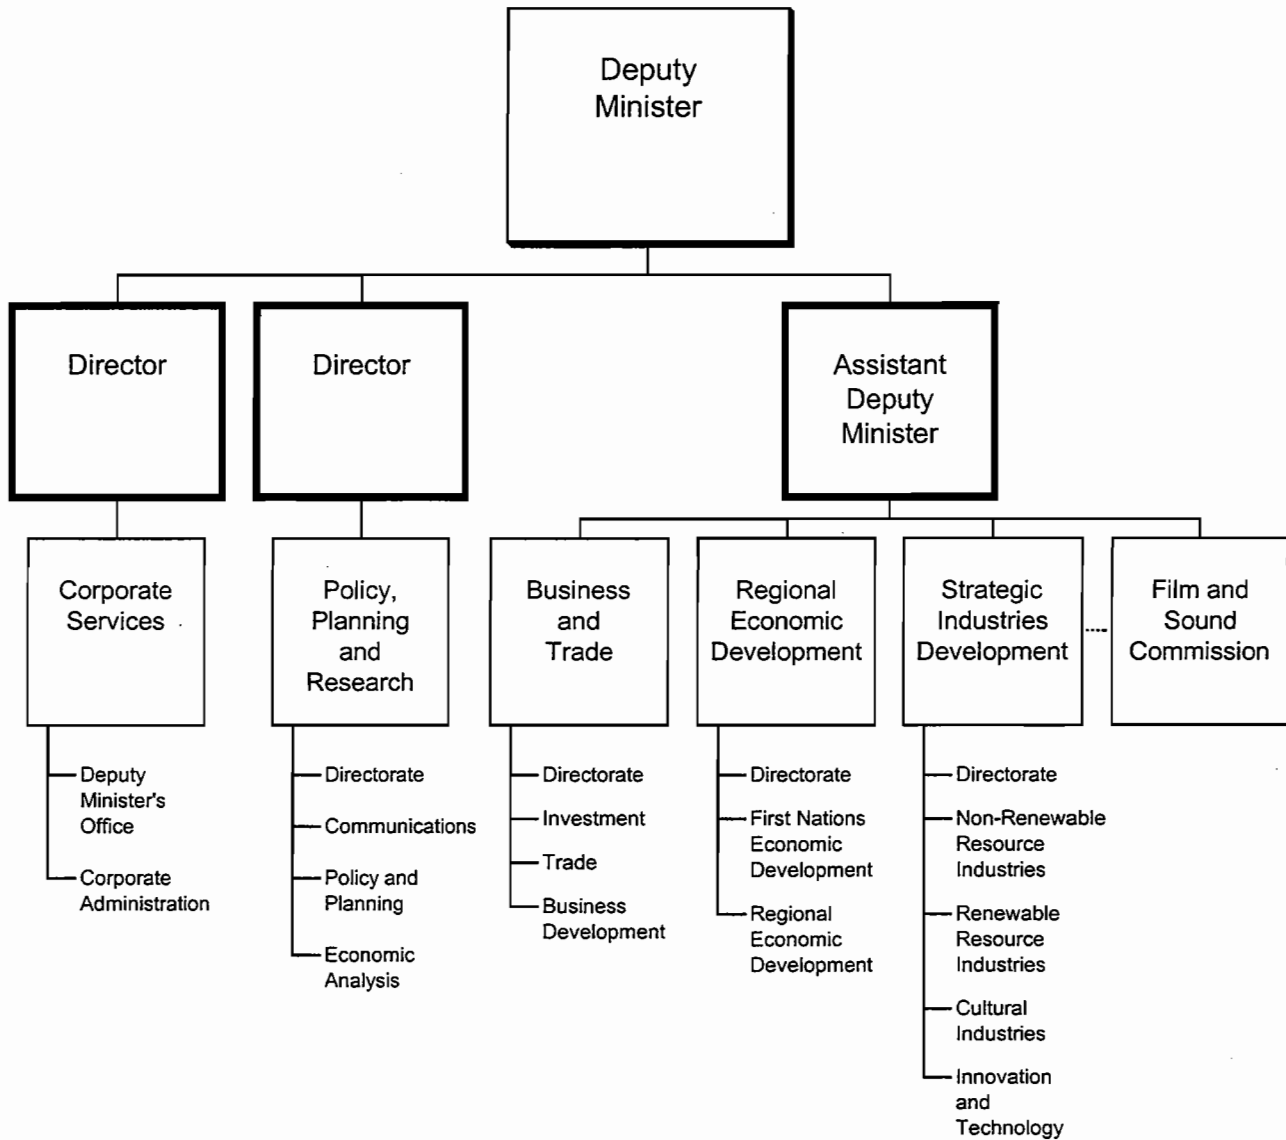 Deputy
Minister
Director
Director
Assistant
Deputy
Minister
Corporate
Services
Policy,
Planning
and
Research
Business
and
Trade
Regional
Economic
Development
Strategic
Industries
Development
Film and
Sound
Commission
Deputy
Minister's
Office
Corporate
Administration
Directorate
Communications
Policy and
Planning
Economic
Analysis
Directorate
Investment
Trade
Business
Development
Directorate
First Nations
Economic
Development
Regional
Economic
Development
Directorate
Non-Renewable
Resource
Industries
Renewable
Resource
Industries
Cultural
Industries
Innovation
and
Technology